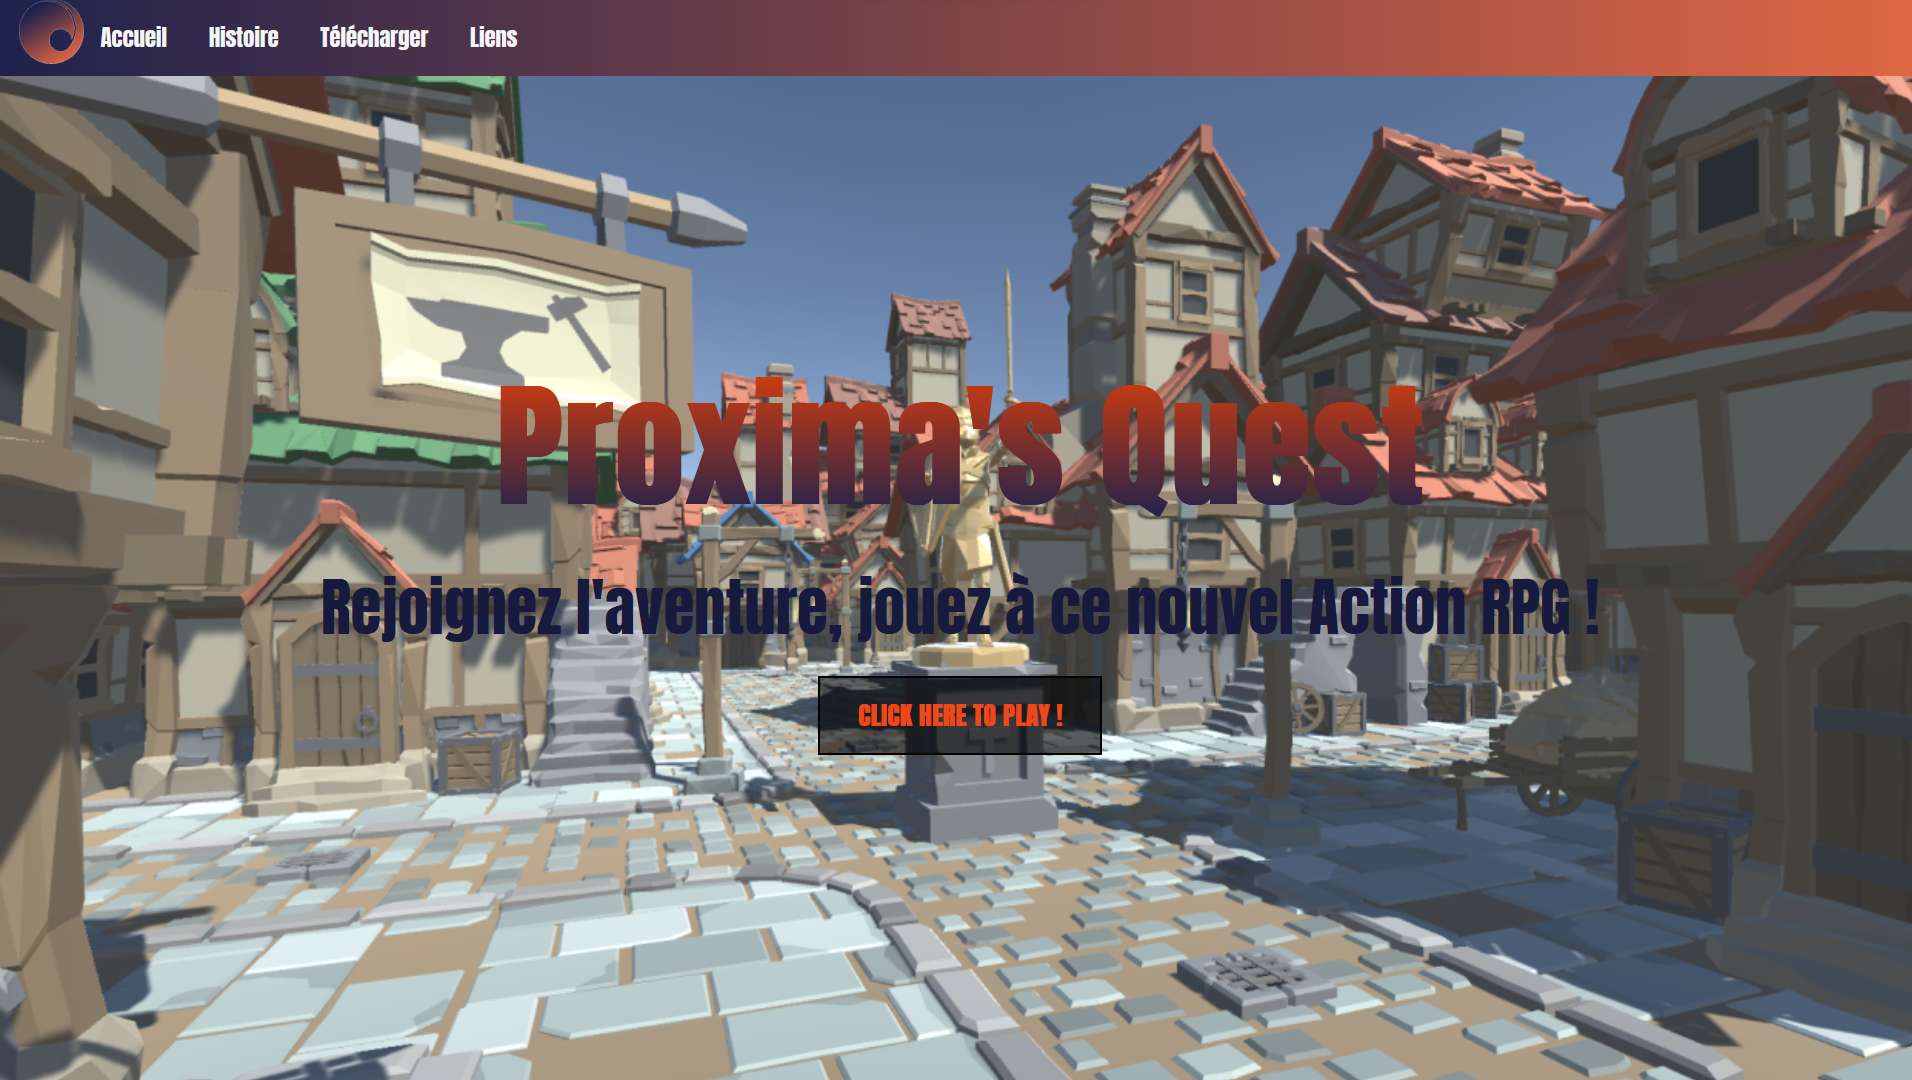 Accueil Histoire Télécharger Liens
Proxima's Quest
Rejoignez l'aventure, jouez à ce nouvel Action RPG !
CLICK HERE TO PLAY !